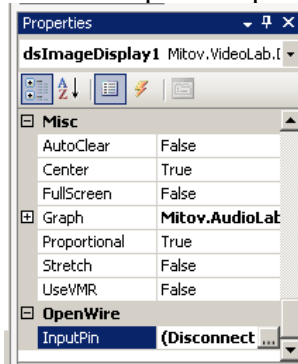 Properties
dsImageDisplay1 Mitov.VideoLab.D
Misc
AutoClear False
Center True
FullScreen False
Graph Mitov.AudioLab
Proportional True
Stretch False
UseVMR False
OpenWire
InputPin (Disconnect ...